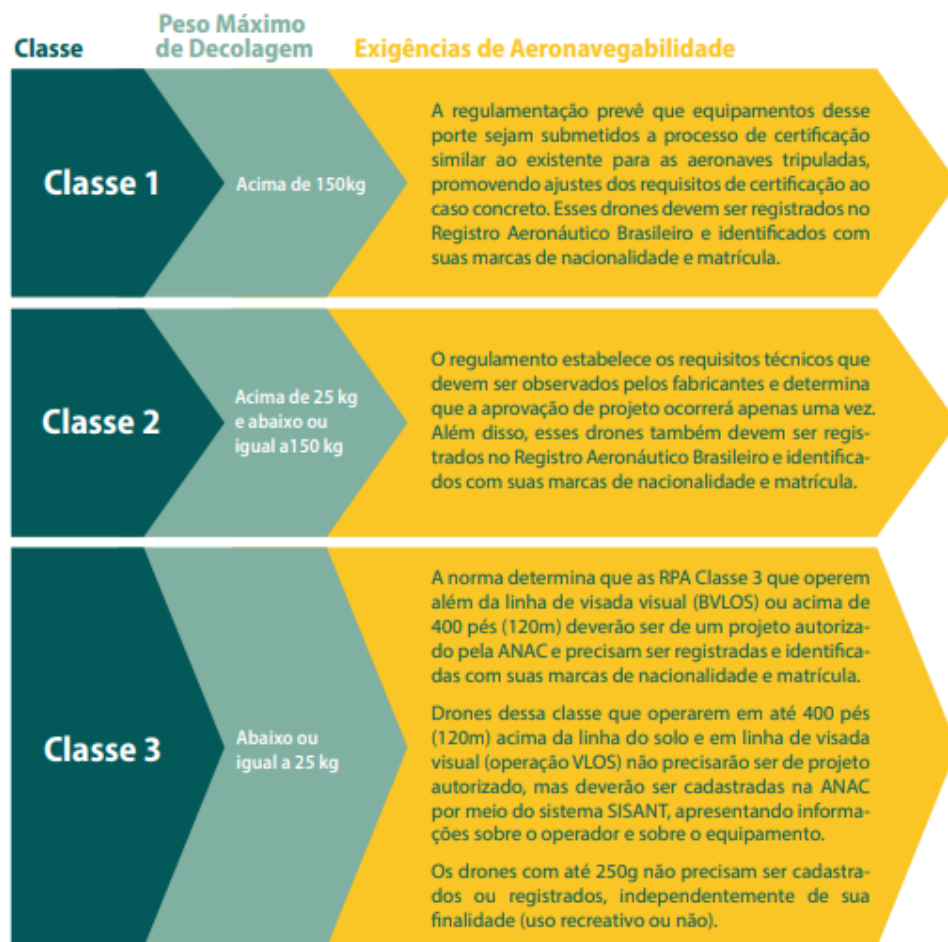 Classe
Peso Máximo
de Decolagem
Exigências de Aeronavegabilidade
Classe 1
Acima de 150kg
A regulamentação prevê que equipamentos desse
porte sejam submetidos a processo de certificação
similar ao existente para as aeronaves tripuladas,
promovendo ajustes dos requisitos de certificação ao
caso concreto. Esses drones devem ser registrados no
Registro Aeronáutico Brasileiro e identificados com
suas marcas de nacionalidade e matrícula.
Classe 2
Acima de 25 kg
e abaixo ou
igual a150 kg
O regulamento estabelece os requisitos técnicos que
devem ser observados pelos fabricantes e determina
que a aprovação de projeto ocorrerá apenas uma vez.
Além disso, esses drones também devem ser regis-
trados no Registro Aeronáutico Brasileiro e identifica-
dos com suas marcas de nacionalidade e matrícula.
Classe 3
Abaixo ou
igual a 25 kg
A norma determina que as RPA Classe 3 que operem
além da linha de visada visual (BVLOS) ou acima de
400 pés (120m) deverão ser de um projeto autoriza-
do pela ANAC e precisam ser registradas e identifica-
das com suas marcas de nacionalidade e matrícula.
Drones dessa classe que operarem em até 400 pés
(120m) acima da linha do solo e em linha de visada
visual (operação VLOS) não precisarão ser de projeto
autorizado, mas deverão ser cadastradas na ANAC
por meio do sistema SISANT, apresentando informa-
ções sobre o operador e sobre o equipamento.
Os drones com até 250g não precisam ser cadastra-
dos ou registrados, independentemente de sua
finalidade (uso recreativo ou não).